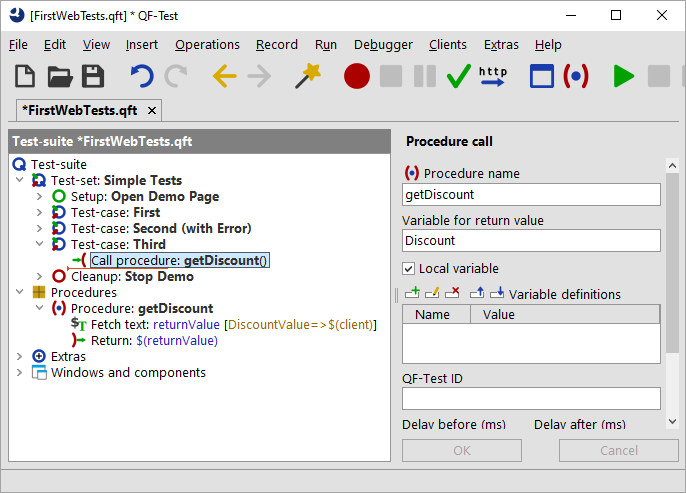 [FirstWebTests.qft] * QF-Test
File Edit View Insert Operations Record Run Debugger Clients Extras Help
http
*FirstWebTests.qft
Test-suite *FirstWebTests.qft
Test-suite
Test-set: Simple Tests
Setup: Open Demo Page
Test-case: First
Test-case: Second (with Error)
Test-case: Third
Call procedure: getDiscount()
Cleanup: Stop Demo
Procedures
Procedure: getDiscount
$T Fetch text: returnValue [DiscountValue=>$(client)]
Return: $(returnValue)
Extras
Windows and components
Procedure call
Procedure name
getDiscount
Variable for return value
Discount
Local variable
Variable definitions
Name Value
QF-Test ID
Delay before (ms) Delay after (ms)
OK Cancel